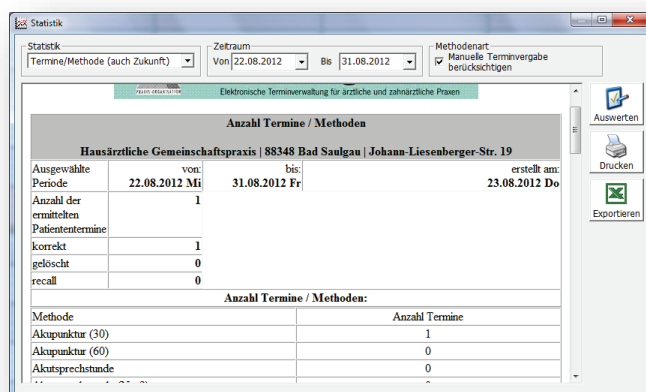 Statistik
Statistik
Termine/Methode (auch Zukunft)
Zeitraum
Von 22.08.2012 Bis 31.08.2012
Methodenart
Manuelle Terminvergabe
berücksichtigen
PRAXIS-ORGANISATION
Elektronische Terminverwaltung für ärztliche und zahnärztliche Praxen
Auswerten
Drucken
Exportieren
Anzahl Termine / Methoden
Hausärztliche Gemeinschaftspraxis | 88348 Bad Saulgau | Johann-Liesenberger-Str. 19
Ausgewählte von: bis: erstellt am:
Periode 22.08.2012 Mi 31.08.2012 Fr 23.08.2012 Do
Anzahl der 1
ermittelten
Patiententermine
korrekt 1
gelöscht 0
recall 0
Anzahl Termine / Methoden:
Methode Anzahl Termine
Akupunktur (30) 1
Akupunktur (60) 0
Akutsprechstunde 0